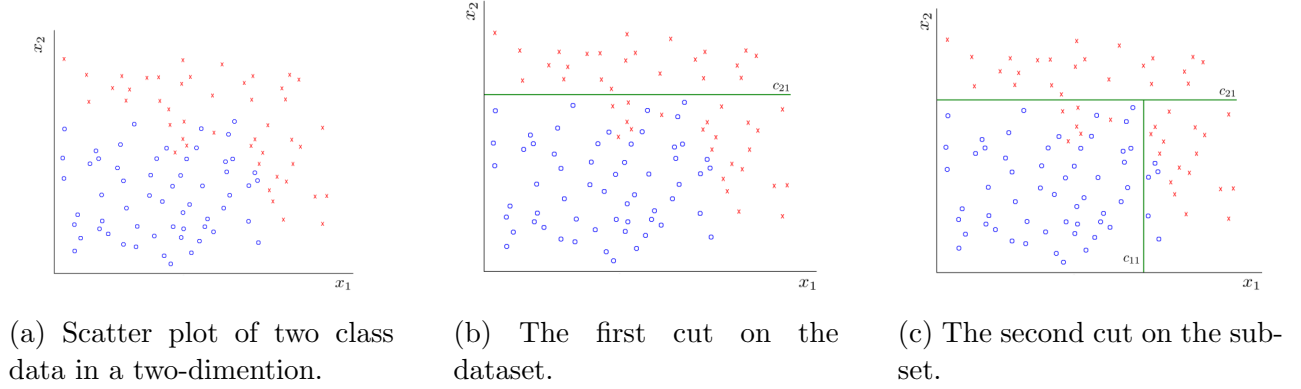 x₂
x₁
(a) Scatter plot of two class
data in a two-dimention.
x₂
c₂₁
x₁
(b) The first cut on the
dataset.
x₂
c₂₁
c₁₁
x₁
(c) The second cut on the sub-
set.